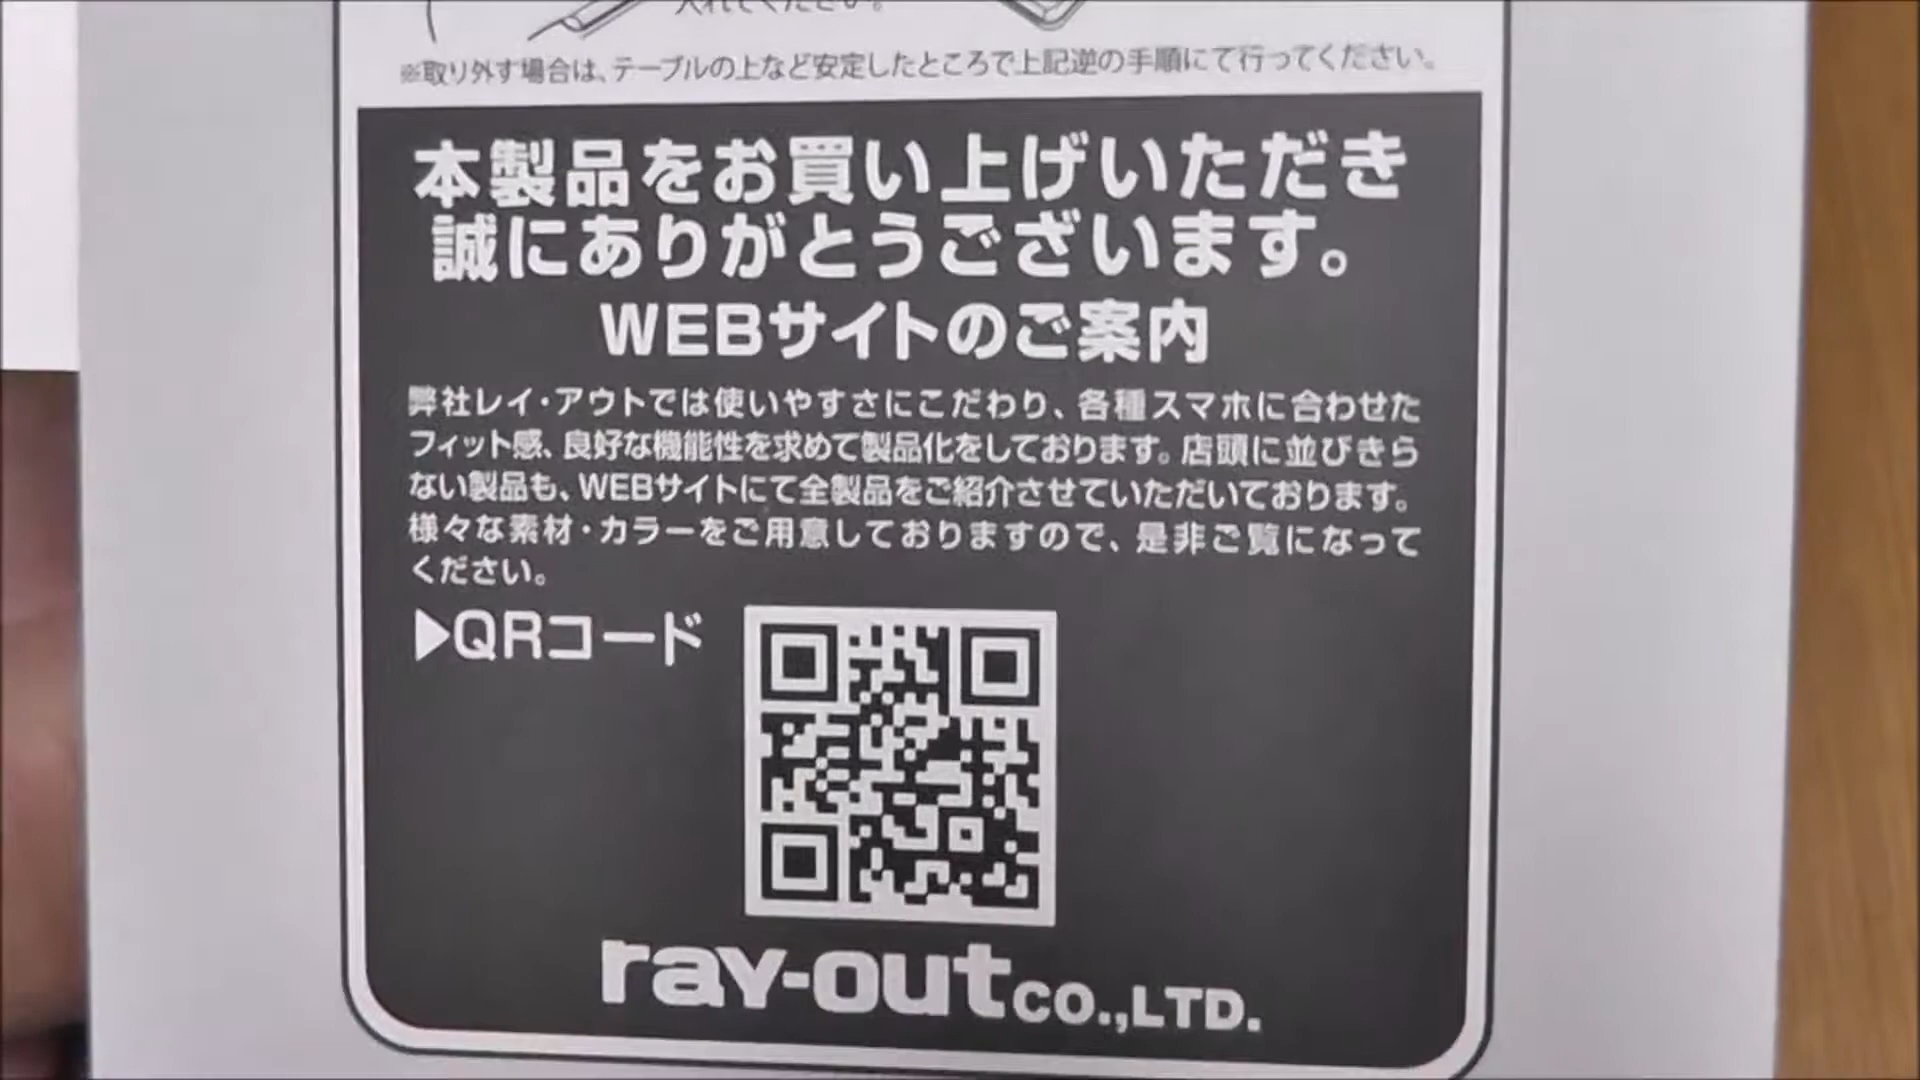 入れてください。
※取り外す場合は、テーブルの上など安定したところで上記逆の手順にて行ってください。
本製品をお買い上げいただき
誠にありがとうございます。
WEBサイトのご案内
弊社レイ・アウトでは使いやすさにこだわり、各種スマホに合わせた
フィット感、良好な機能性を求めて製品化をしております。店頭に並びきら
ない製品も、WEBサイトにて全製品をご紹介させていただいております。
様々な素材・カラーをご用意しておりますので、是非ご覧になって
ください。
▶QRコード
ray-out CO.,LTD.